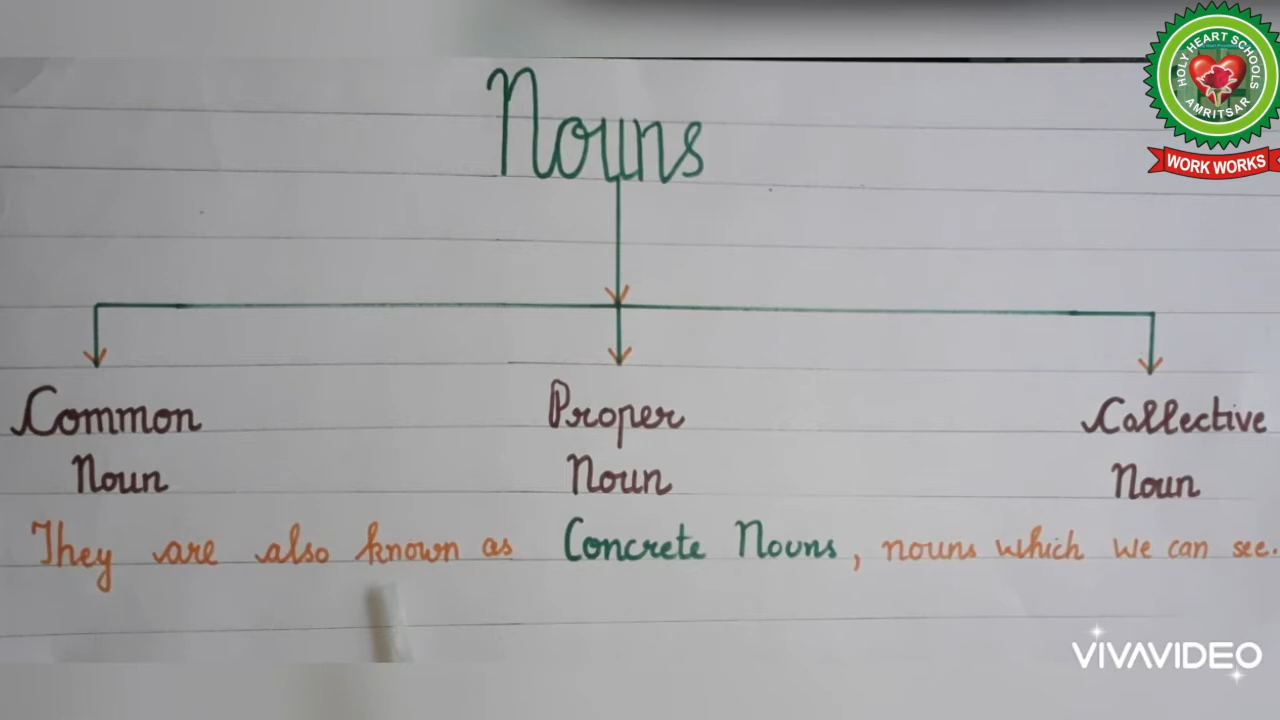 Nouns
Common Noun
Proper Noun
Collective Noun
They are also known as Concrete Nouns, nouns which we can see.
HOLY HEART SCHOOLS
AMRITSAR
WORK WORKS
VIVAVIDEO